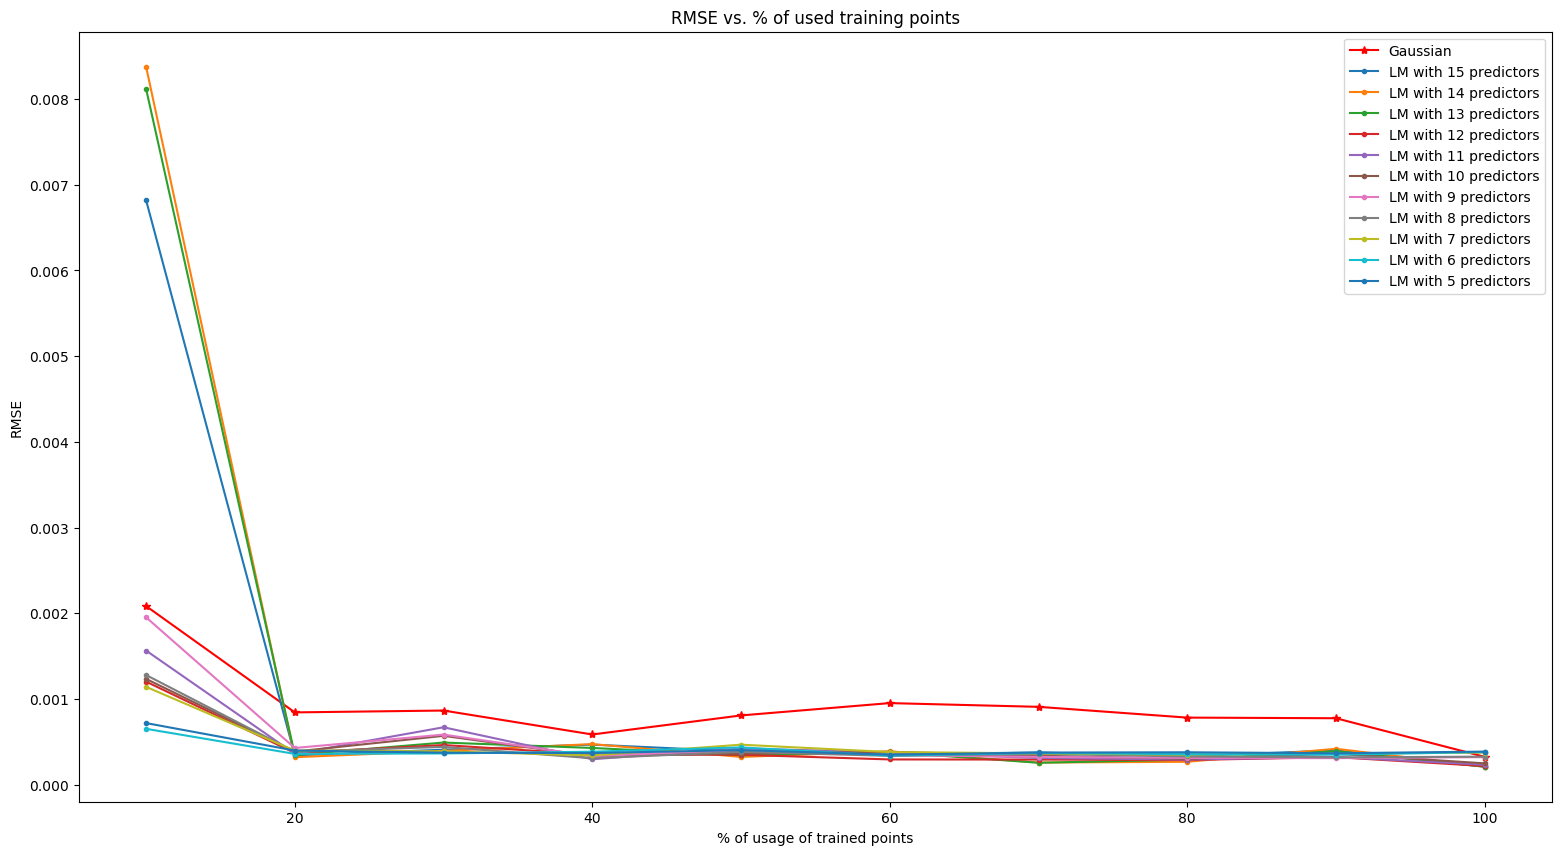 RMSE vs. % of used training points
RMSE
0.008
0.007
0.006
0.005
0.004
0.003
0.002
0.001
0.000
20
40
60
80
100
% of usage of trained points
Gaussian
LM with 15 predictors
LM with 14 predictors
LM with 13 predictors
LM with 12 predictors
LM with 11 predictors
LM with 10 predictors
LM with 9 predictors
LM with 8 predictors
LM with 7 predictors
LM with 6 predictors
LM with 5 predictors